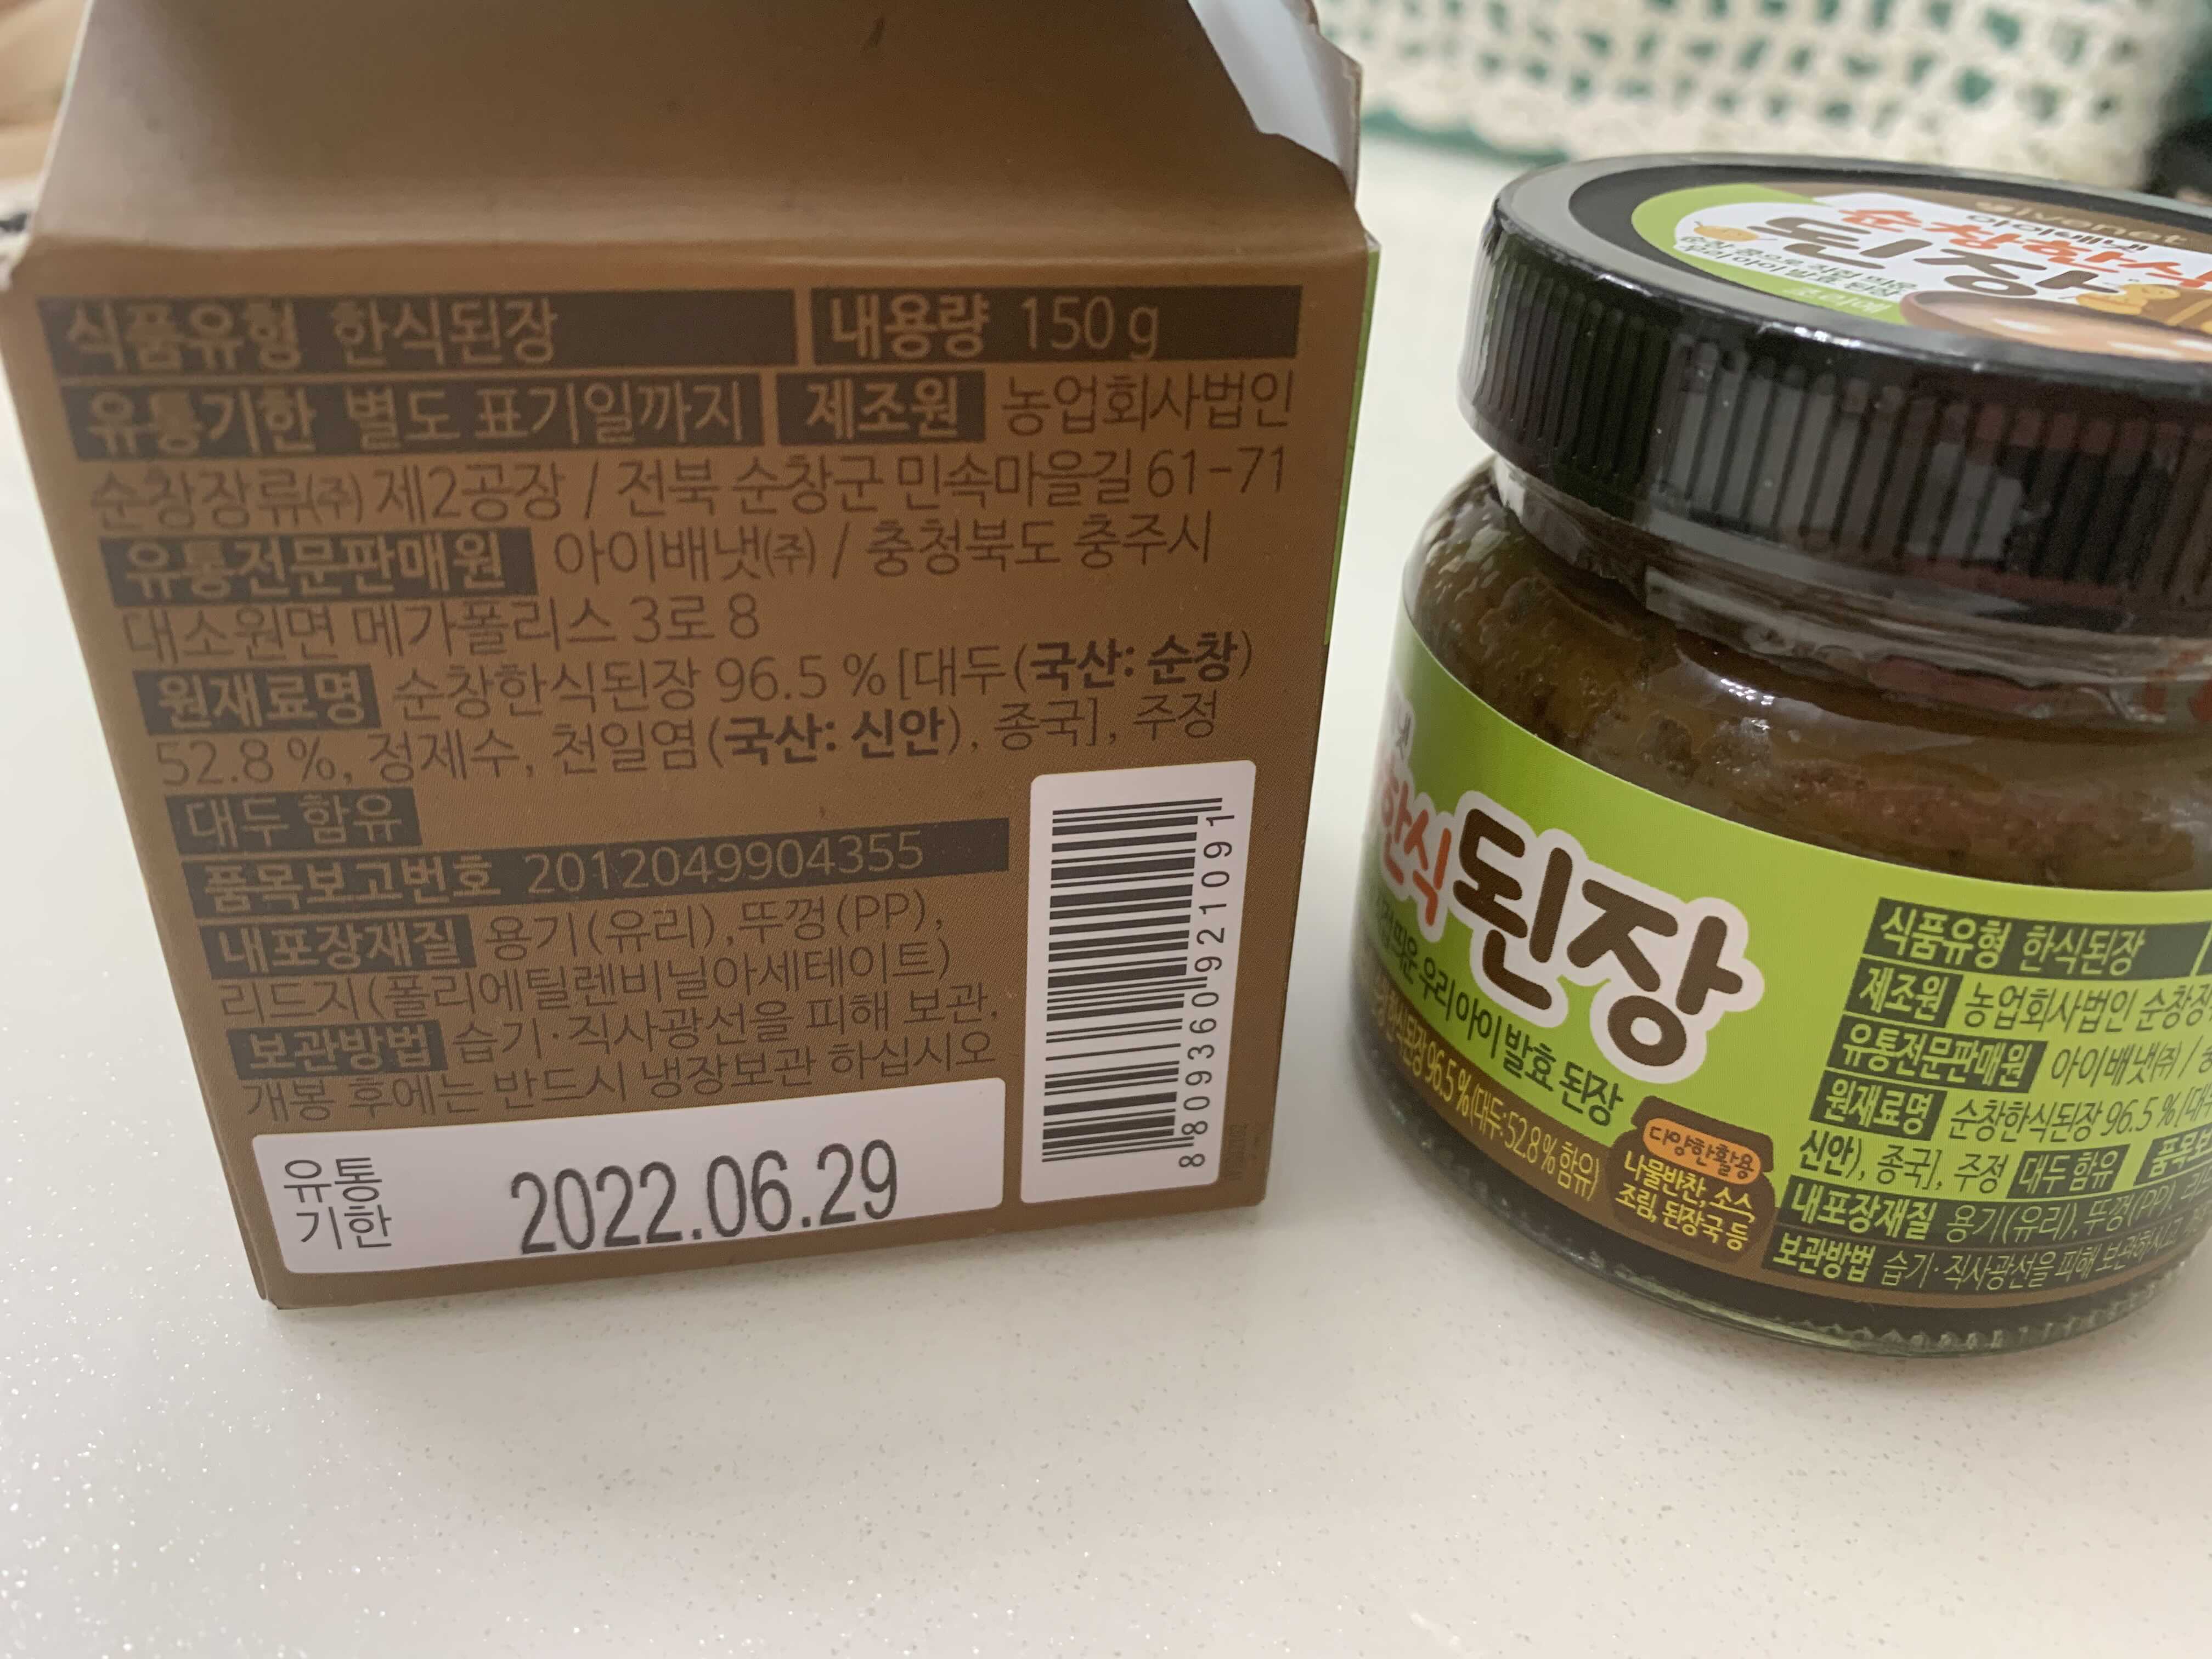 식품유형 한식된장 내용량 150 g
유통기한 별도 표기일까지 제조원 농업회사법인
순창장류(주) 제2공장 / 전북 순창군 민속마을길 61-71
유통전문판매원 아이배냇(주) / 충청북도 충주시
대소원면 메가폴리스 3로 8
원재료명 순창한식된장 96.5 % [대두(국산: 순창)
52.8 %, 정제수, 천일염(국산: 신안), 종국], 주정
대두 함유
품목보고번호 2012049904355
내포장재질 용기(유리),뚜껑(PP),
리드지(폴리에틸렌비닐아세테이트)
보관방법 습기·직사광선을 피해 보관,
개봉 후에는 반드시 냉장보관 하십시오
유통
기한
2022.06.29
8 809360 921091
아이배냇
순창한식
된장
한식된장
우리아이 발효 된장
한식된장 96.5 % (대두:52.8 % 함유)
다양한활용
나물반찬, 소스
조림, 된장국 등
식품유형 한식된장
제조원 농업회사법인 순창장
유통전문판매원 아이배냇(주) /
원재료명 순창한식된장 96.5 % [대두
신안), 종국], 주정 대두 함유
내포장재질 용기(유리), 뚜껑(PP),
보관방법 습기·직사광선을 피해 보관하시고